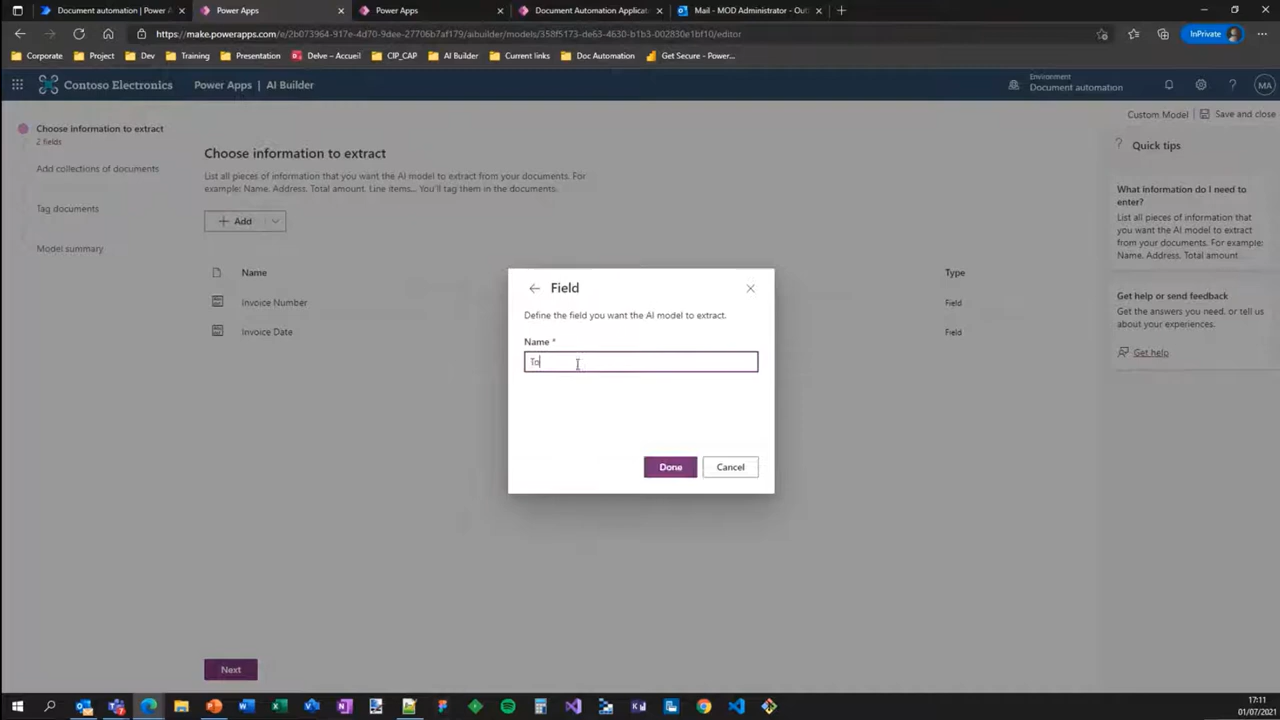 Document automation | Power A
Power Apps
Power Apps
Document Automation Applicat
Mail - MOD Administrator - Out
InPrivate
https://make.powerapps.com/e/2b073964-917e-4d70-9dee-27706b7af179/aibuilder/models/358f5173-de63-4630-b1b3-002830e1bf10/editor
Corporate
Project
Dev
Training
Presentation
Delve - Accueil
CIP_CAP
AI Builder
Current links
Doc Automation
Get Secure - Power...
Contoso Electronics
Power Apps | AI Builder
Environment
Document automation
?
MA
Custom Model
Save and close
Choose information to extract
2 fields
Add collections of documents
Tag documents
Model summary
Choose information to extract
List all pieces of information that you want the AI model to extract from your documents. For
example: Name. Address. Total amount. Line items... You'll tag them in the documents.
Add
Name
Type
Invoice Number
Field
Invoice Date
Field
Field
Define the field you want the AI model to extract.
Name *
To
Done
Cancel
? Quick tips
What information do I need to
enter?
List all pieces of information that
you want the AI model to extract
from your documents. For example:
Name, Address, Total amount, Line
items... You'll tag them in the
Get help or send feedback
Get the answers you need, or tell us
about your experiences.
Get help
Next
17:11
01/07/2021